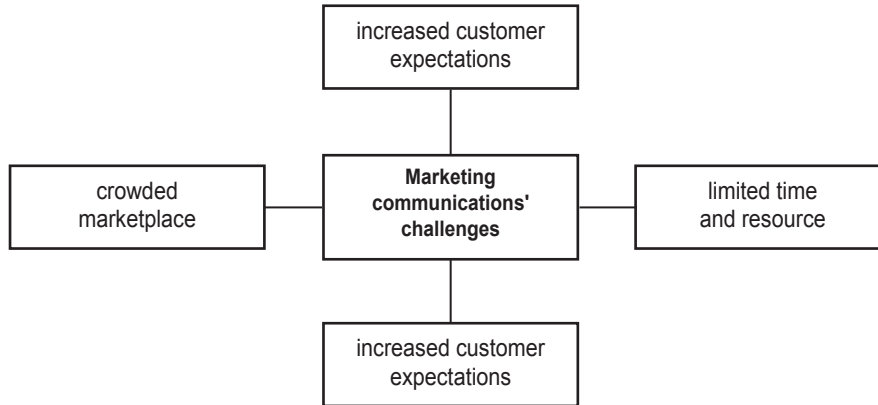 increased customer
expectations
crowded
marketplace
Marketing
communications'
challenges
limited time
and resource
increased customer
expectations